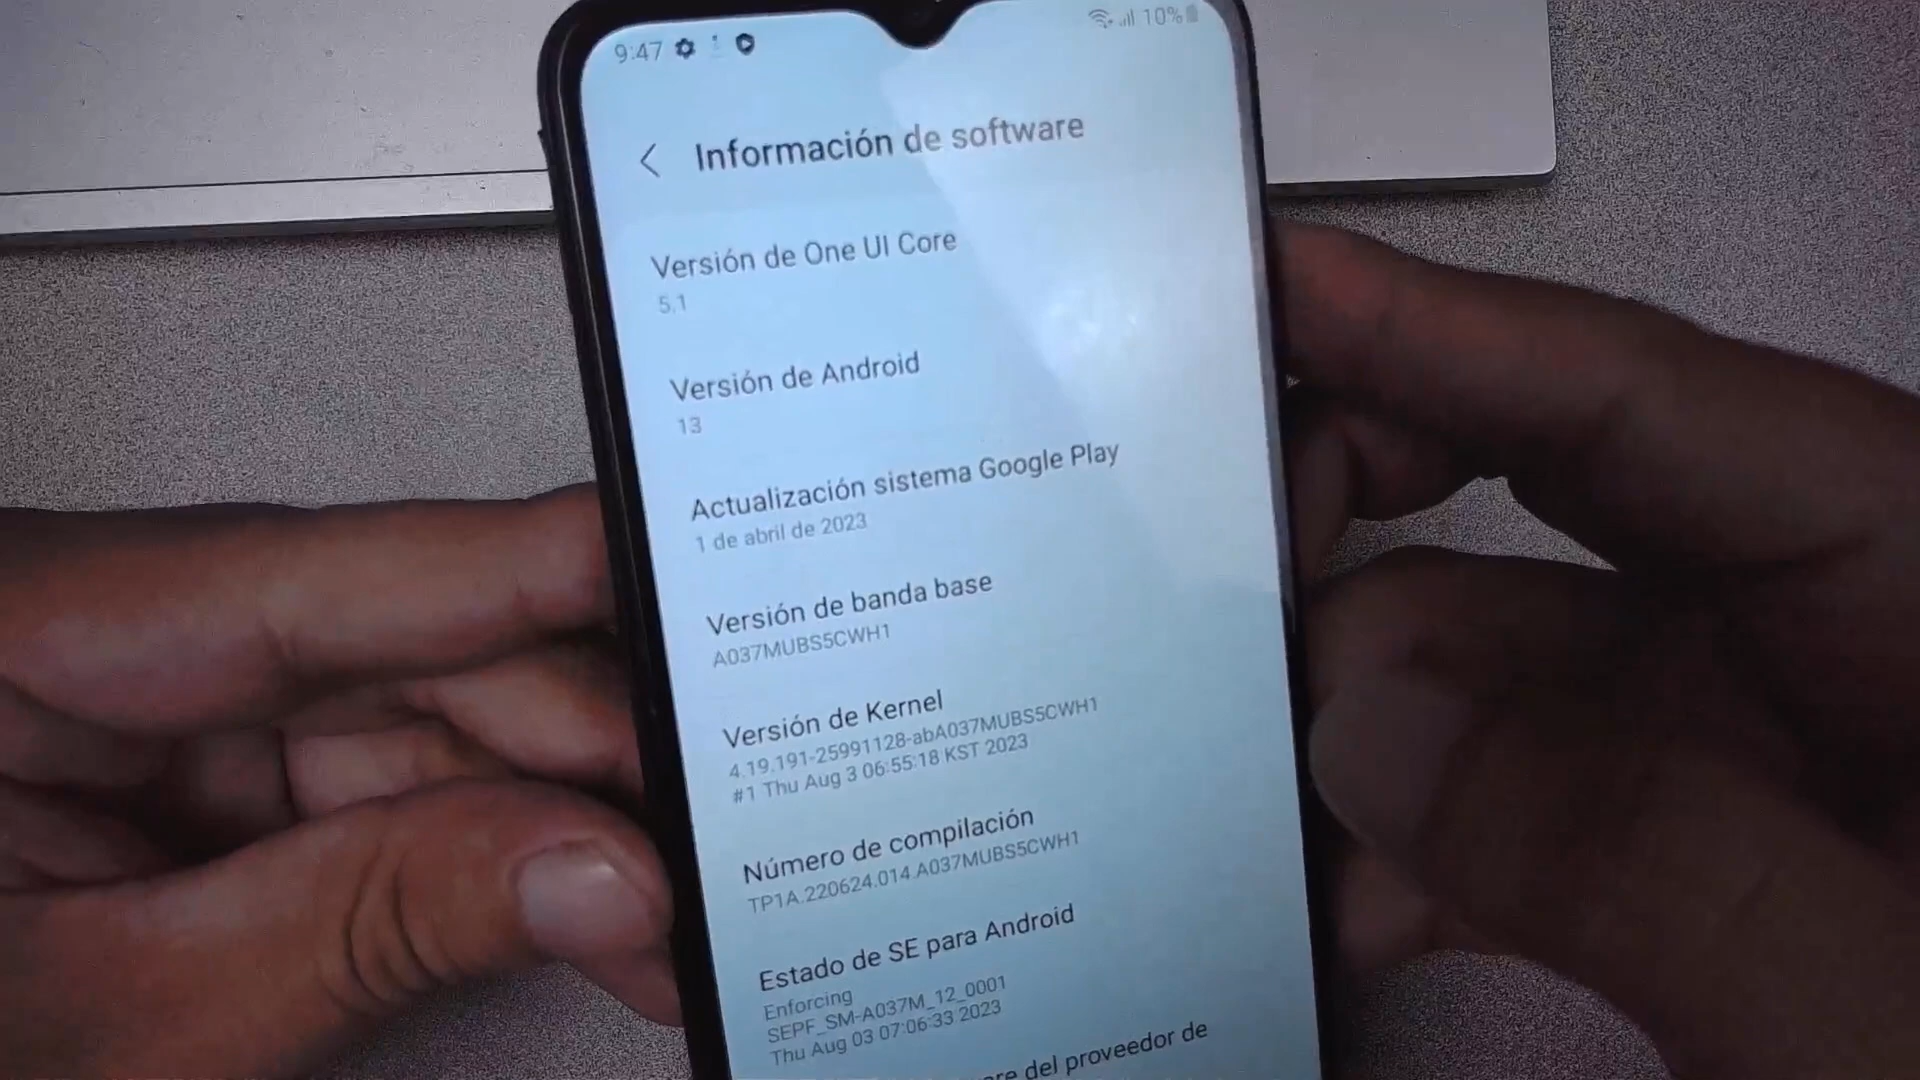 9:47
10%
Información de software
Versión de One UI Core
5.1
Versión de Android
13
Actualización sistema Google Play
1 de abril de 2023
Versión de banda base
A037MUBS5CWH1
Versión de Kernel
4.19.191-25991128-abA037MUBS5CWH1
#1 Thu Aug 3 06:55:18 KST 2023
Número de compilación
TP1A.220624.014.A037MUBS5CWH1
Estado de SE para Android
Enforcing
SEPF_SM-A037M_12_0001
Thu Aug 03 07:06:33 2023
del proveedor de